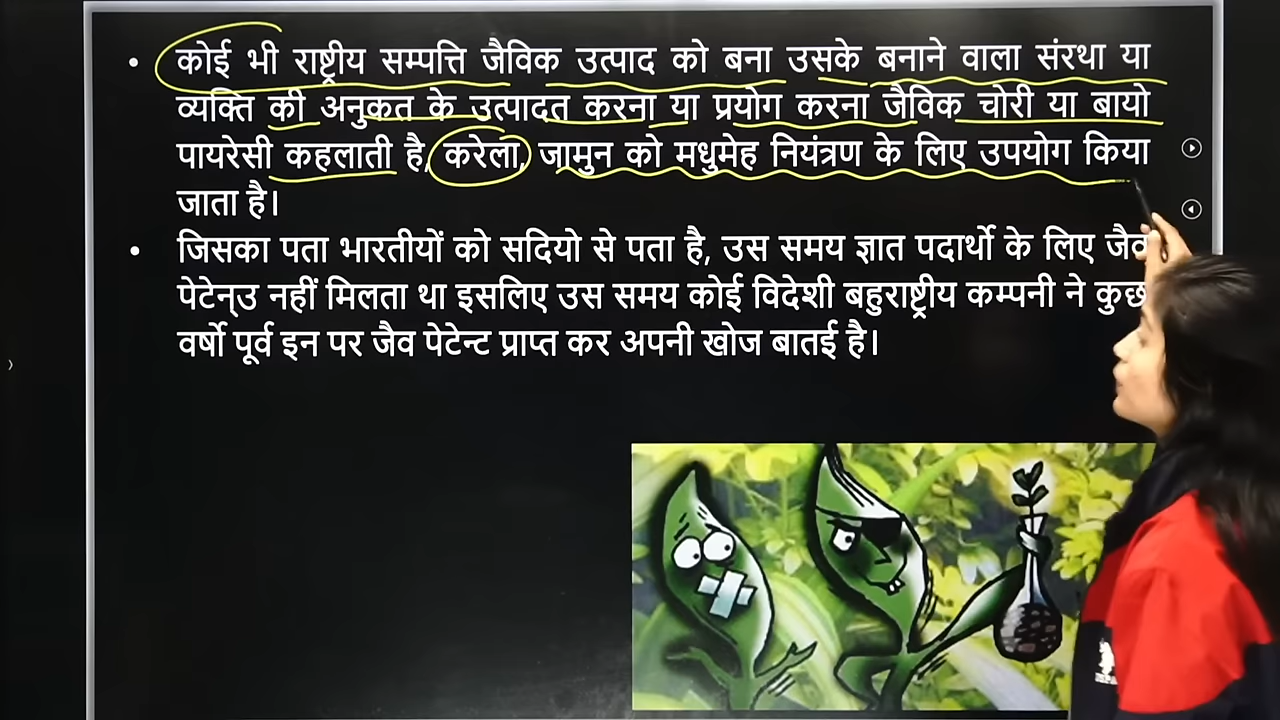 कोई भी राष्ट्रीय सम्पत्ति जैविक उत्पाद को बना उसके बनाने वाला संरथा या
व्यक्ति की अनुकत के उत्पादत करना या प्रयोग करना जैविक चोरी या बायो
पायरेसी कहलाती है, करेला, जामुन को मधुमेह नियंत्रण के लिए उपयोग किया
जाता है।
जिसका पता भारतीयों को सदियो से पता है, उस समय ज्ञात पदार्थो के लिए जैव
पेटेन्उ नहीं मिलता था इसलिए उस समय कोई विदेशी बहुराष्ट्रीय कम्पनी ने कुछ
वर्षो पूर्व इन पर जैव पेटेन्ट प्राप्त कर अपनी खोज बातई है।